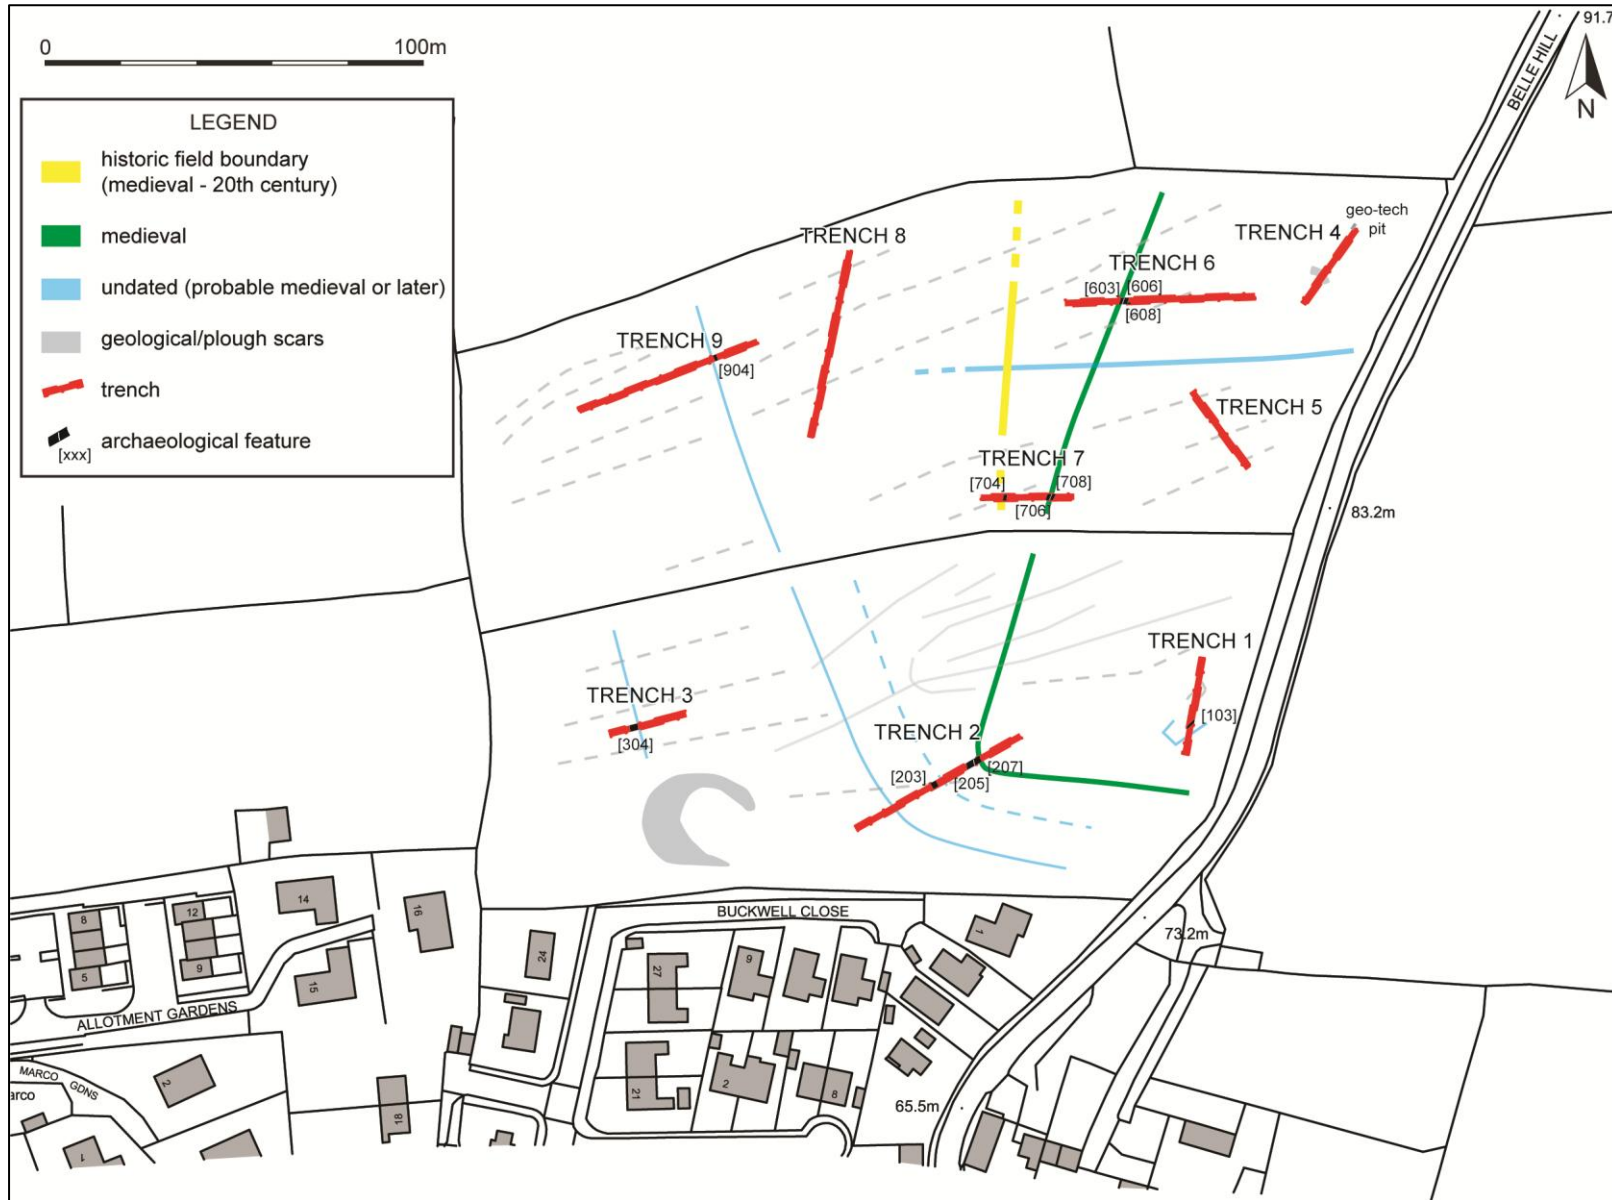 0 100m
LEGEND
historic field boundary
(medieval - 20th century)
medieval
undated (probable medieval or later)
geological/plough scars
trench
archaeological feature
[xxx]
91.7
BELLE HILL
N
geo-tech
pit
TRENCH 4
TRENCH 8
TRENCH 6
[603] [606]
[608]
TRENCH 9
[904]
TRENCH 5
TRENCH 7
[704] [708]
[706]
83.2m
TRENCH 1
[103]
TRENCH 3
[304]
TRENCH 2
[203] [205] [207]
BUCKWELL CLOSE
73.2m
65.5m
14
16
12
9
8
5
15
24
27
9
1
21
2
8
ALLOTMENT GARDENS
MARCO GDNS
arco
2
18
1